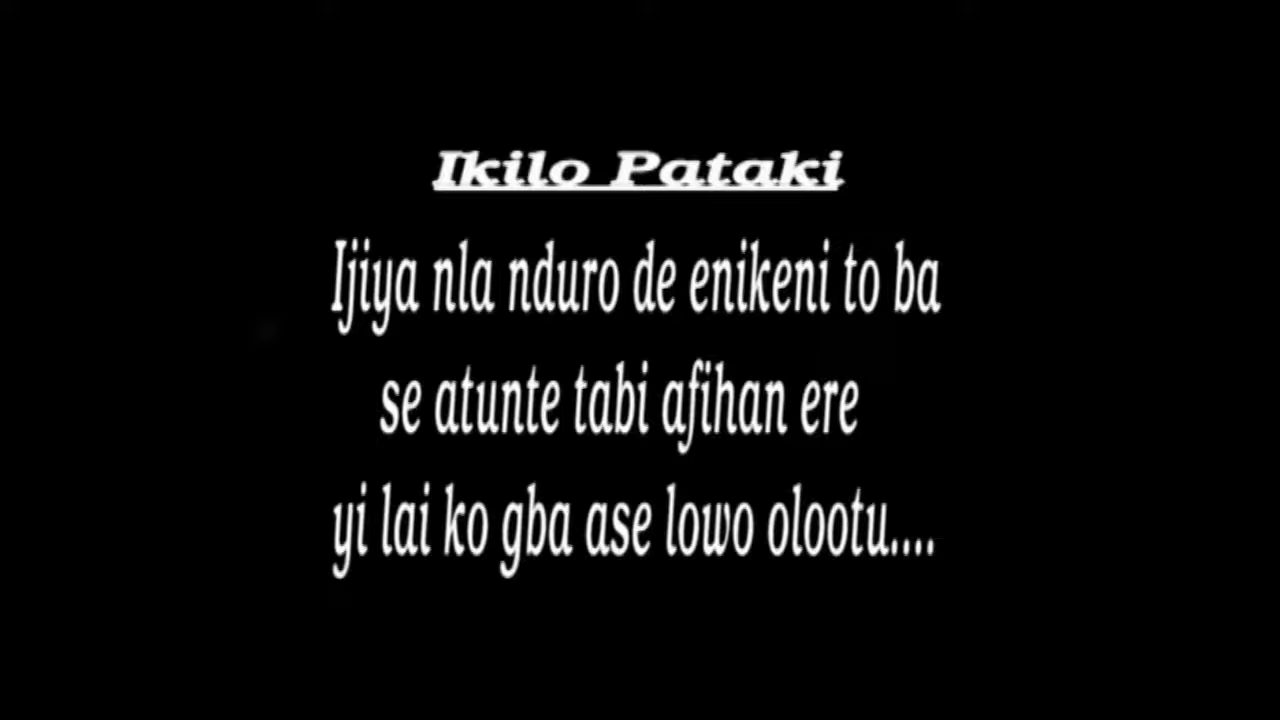 Ikilo Pataki
Ijiya nla nduro de enikeni to ba
se atunte tabi afihan ere
yi lai ko gba ase lowo olootu....